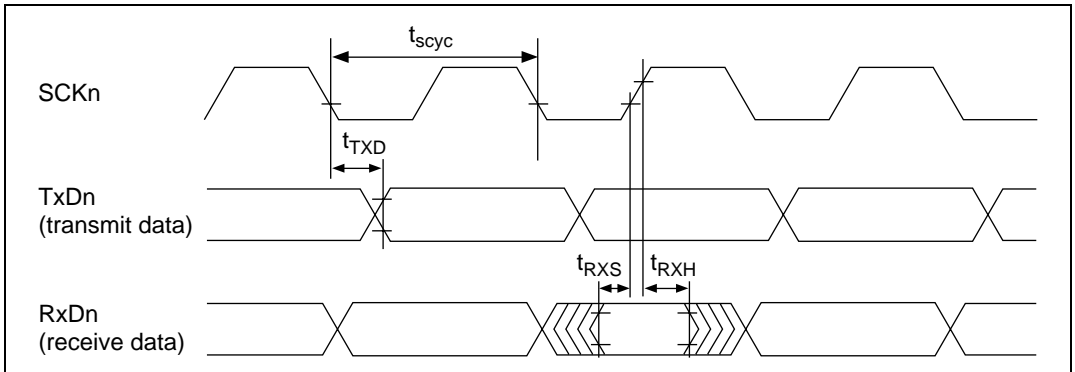 tscyc
SCKn
tTXD
TxDn
(transmit data)
tRXS
tRXH
RxDn
(receive data)